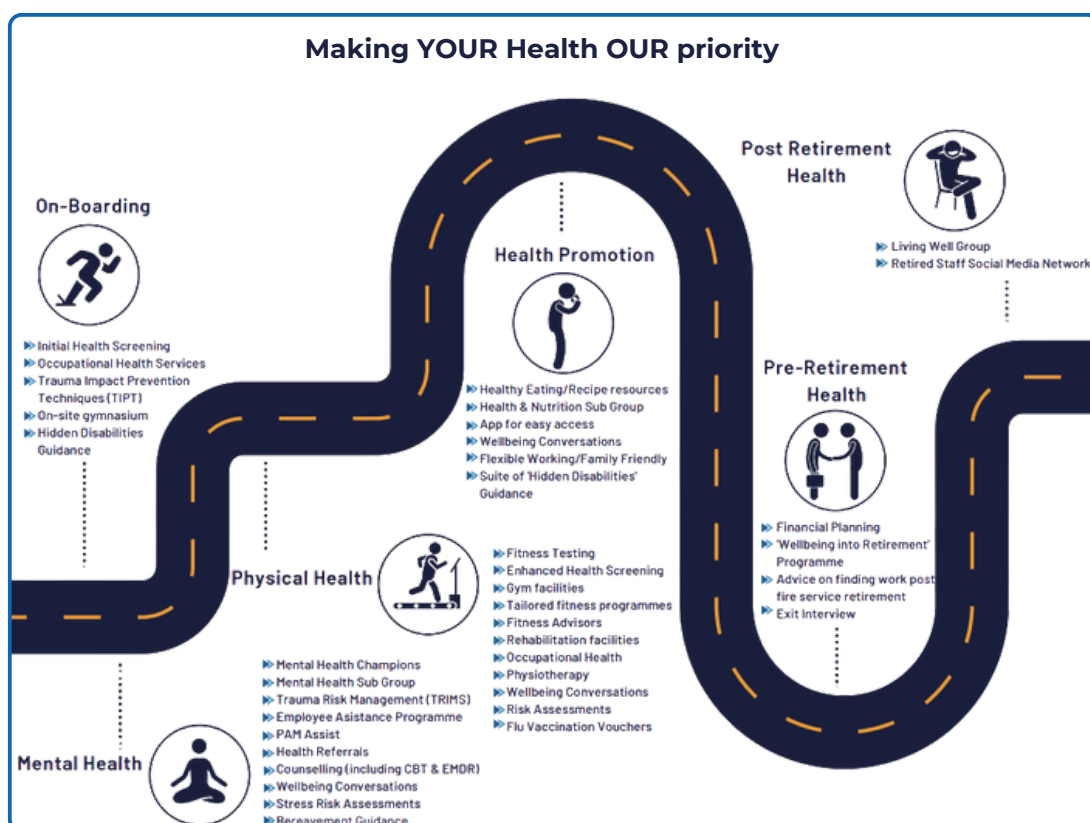 Making YOUR Health OUR priority
On-Boarding
Initial Health Screening
Occupational Health Services
Trauma Impact Prevention
Techniques (TIPT)
On-site gymnasium
Hidden Disabilities
Guidance
Mental Health
Mental Health Champions
Mental Health Sub Group
Trauma Risk Management (TRIMS)
Employee Asistance Programme
PAM Assist
Health Referrals
Counselling (including CBT & EMDR)
Wellbeing Conversations
Stress Risk Assessments
Bereavement Guidance
Physical Health
Fitness Testing
Enhanced Health Screening
Gym facilities
Tailored fitness programmes
Fitness Advisors
Rehabilitation facilities
Occupational Health
Physiotherapy
Wellbeing Conversations
Risk Assessments
Flu Vaccination Vouchers
Health Promotion
Healthy Eating/Recipe resources
Health & Nutrition Sub Group
App for easy access
Wellbeing Conversations
Flexible Working/Family Friendly
Suite of 'Hidden Disabilities'
Guidance
Pre-Retirement
Health
Financial Planning
'Wellbeing into Retirement'
Programme
Advice on finding work post
fire service retirement
Exit Interview
Post Retirement
Health
Living Well Group
Retired Staff Social Media Network